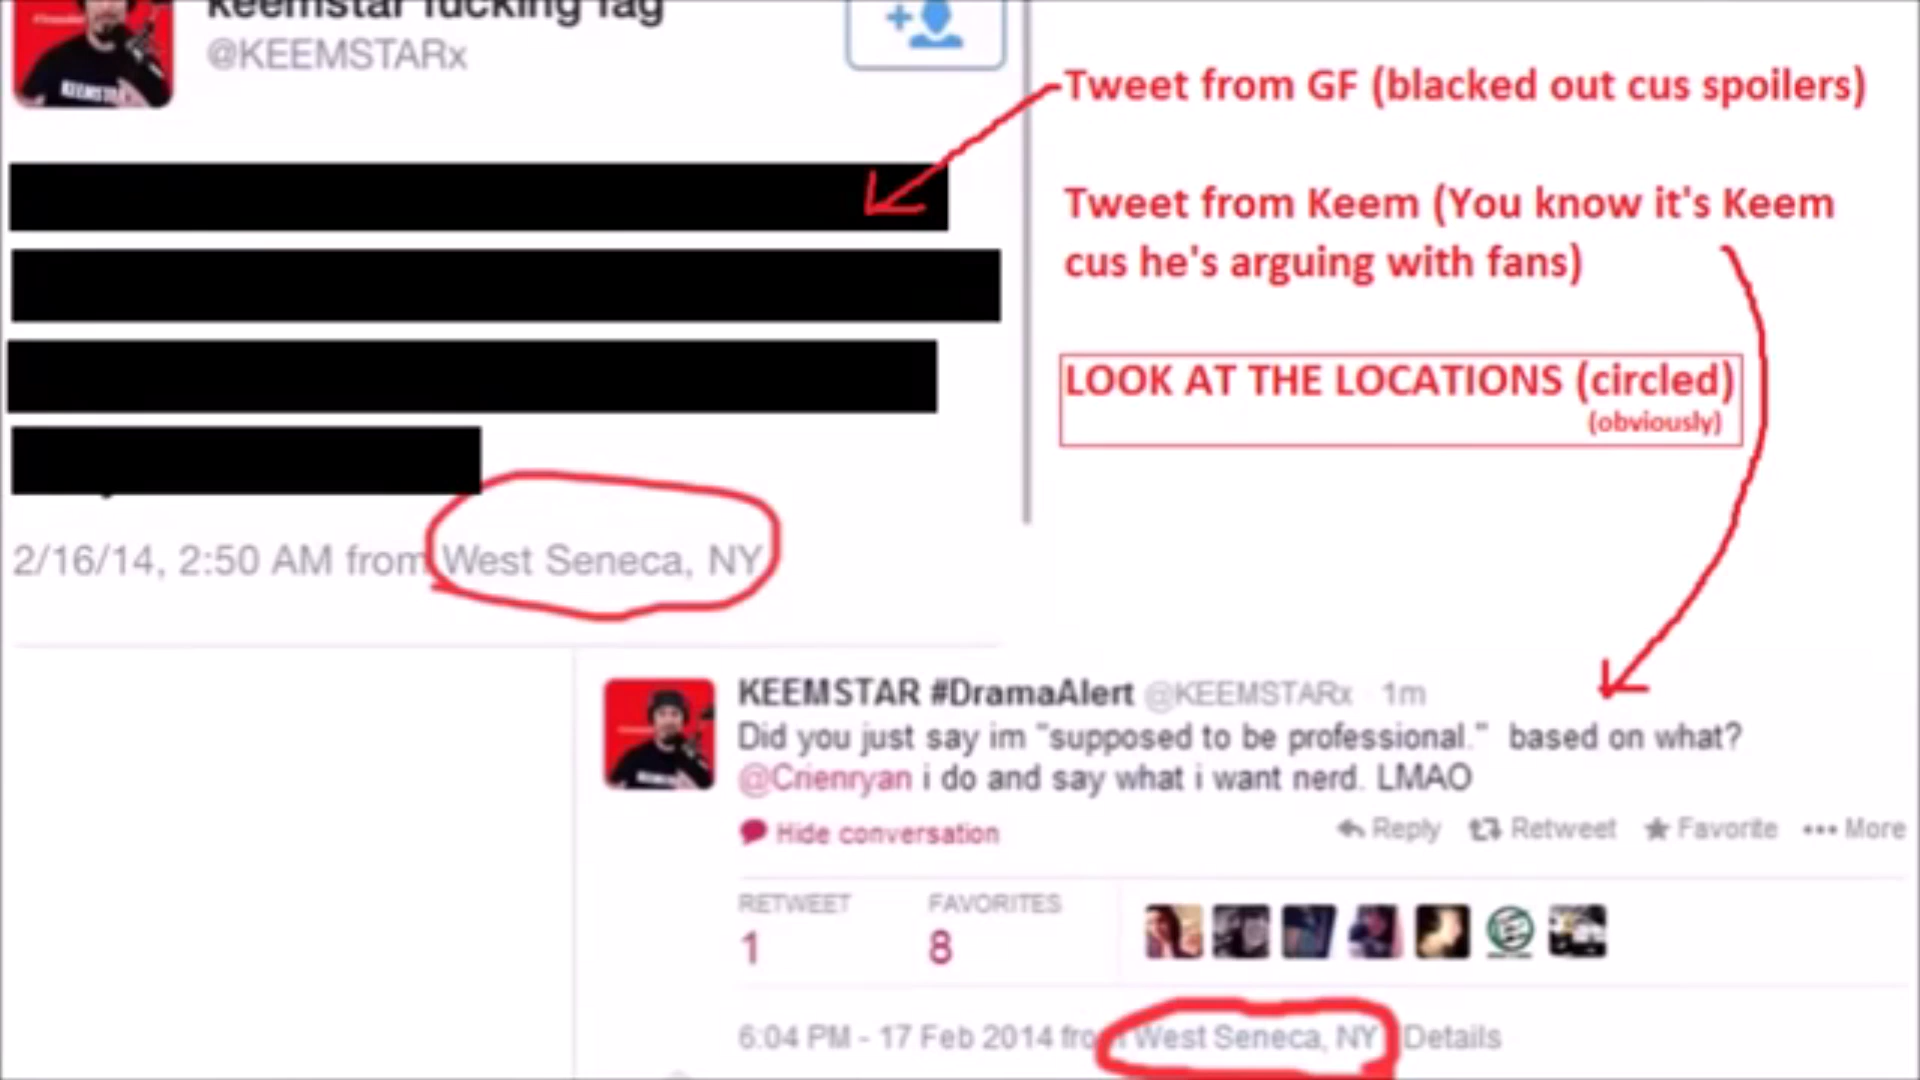 keemstar fucking fag
@KEEMSTARx
Tweet from GF (blacked out cus spoilers)
Tweet from Keem (You know it's Keem
cus he's arguing with fans)
LOOK AT THE LOCATIONS (circled)
(obviously)
2/16/14, 2:50 AM from West Seneca, NY
KEEMSTAR #DramaAlert @KEEMSTARx 1m
Did you just say im "supposed to be professional." based on what?
@Crienryan i do and say what i want nerd. LMAO
Hide conversation
Reply Retweet Favorite ••• More
RETWEET FAVORITES
1 8
6:04 PM - 17 Feb 2014 from West Seneca, NY Details